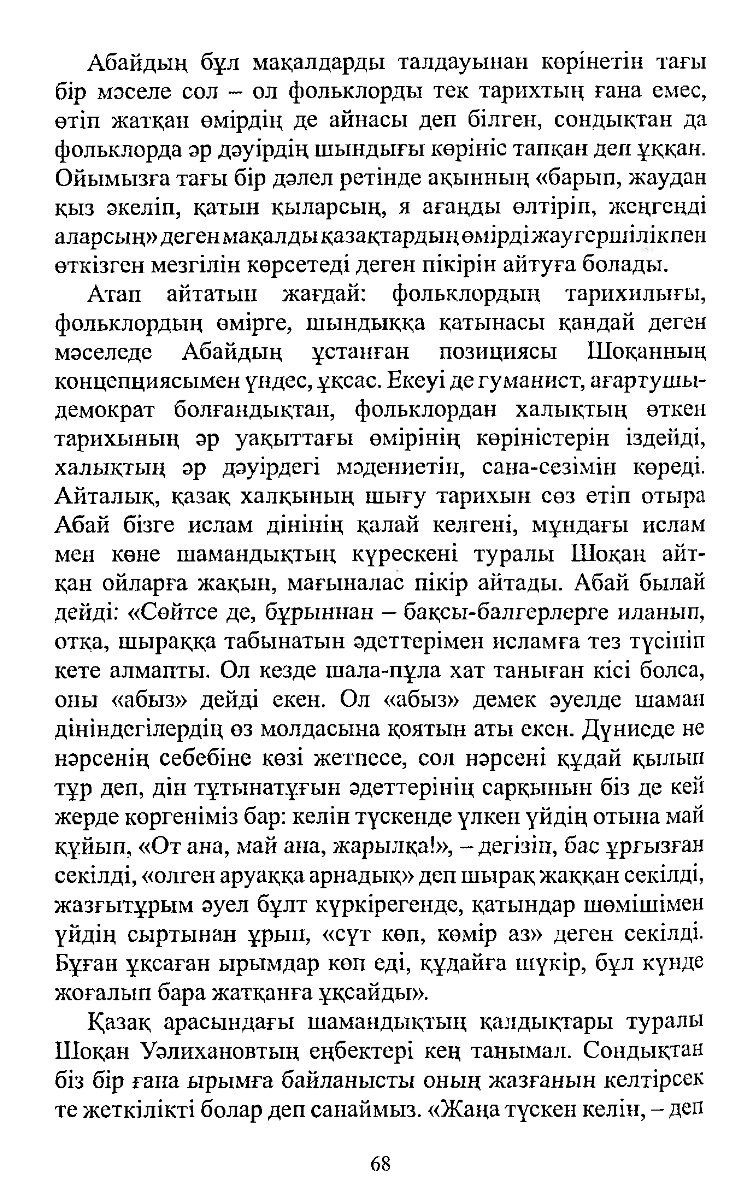 Абайдың бұл мақалдарды талдауынан көрінетін тағы
бір мәселе сол – ол фольклорды тек тарихтың ғана емес,
өтіп жатқан өмірдің де айнасы деп білген, сондықтан да
фольклорда әр дәуірдің шындығы көрініс тапқан деп ұққан.
Ойымызға тағы бір дәлел ретінде ақынның «барып, жаудан
қыз әкеліп, қатын қыларсың, я ағаңды өлтіріп, жеңгеңді
аларсың» деген мақалды қазақтардың өмірді жаугершілікпен
өткізген мезгілін көрсетеді деген пікірін айтуға болады.
Атап айтатын жағдай: фольклордың тарихилығы,
фольклордың өмірге, шындыққа қатынасы қандай деген
мәселеде Абайдың ұстанған позициясы Шоқанның
концепциясымен үндес, ұқсас. Екеуі де гуманист, ағартушы-
демократ болғандықтан, фольклордан халықтың өткен
тарихының әр уақыттағы өмірінің көріністерін іздейді,
халықтың әр дәуірдегі мәдениетін, сана-сезімін көреді.
Айталық, қазақ халқының шығу тарихын сөз етіп отыра
Абай бізге ислам дінінің қалай келгені, мұндағы ислам
мен көне шамандықтың күрескені туралы Шоқан айт-
қан ойларға жақын, мағыналас пікір айтады. Абай былай
дейді: «Сөйтсе де, бұрыннан – бақсы-балгерлерге иланып,
отқа, шыраққа табынатын әдеттерімен исламға тез түсініп
кете алмапты. Ол кезде шала-пұла хат таныған кісі болса,
оны «абыз» дейді екен. Ол «абыз» демек әуелде шаман
дініндегілердің өз молдасына қоятын аты екен. Дүниеде не
нәрсенің себебіне көзі жетпесе, сол нәрсені құдай қылып
тұр деп, дін тұтынатұғын әдеттерінің сарқынын біз де кей
жерде көргеніміз бар: келін түскенде үлкен үйдің отына май
құйып, «От ана, май ана, жарылқа!», – дегізіп, бас ұрғызған
секілді, «өлген аруаққа арнадық» деп шырақ жаққан секілді,
жазғытұрым әуел бұлт күркірегенде, қатындар шөмішімен
үйдің сыртынан ұрып, «сүт көп, көмір аз» деген секілді.
Бұған ұқсаған ырымдар көп еді, құдайға шүкір, бұл күнде
жоғалып бара жатқанға ұқсайды».
Қазақ арасындағы шамандықтың қалдықтары туралы
Шоқан Уәлихановтың еңбектері кең танымал. Сондықтан
біз бір ғана ырымға байланысты оның жазғанын келтірсек
те жеткілікті болар деп санаймыз. «Жаңа түскен келін, – деп
68